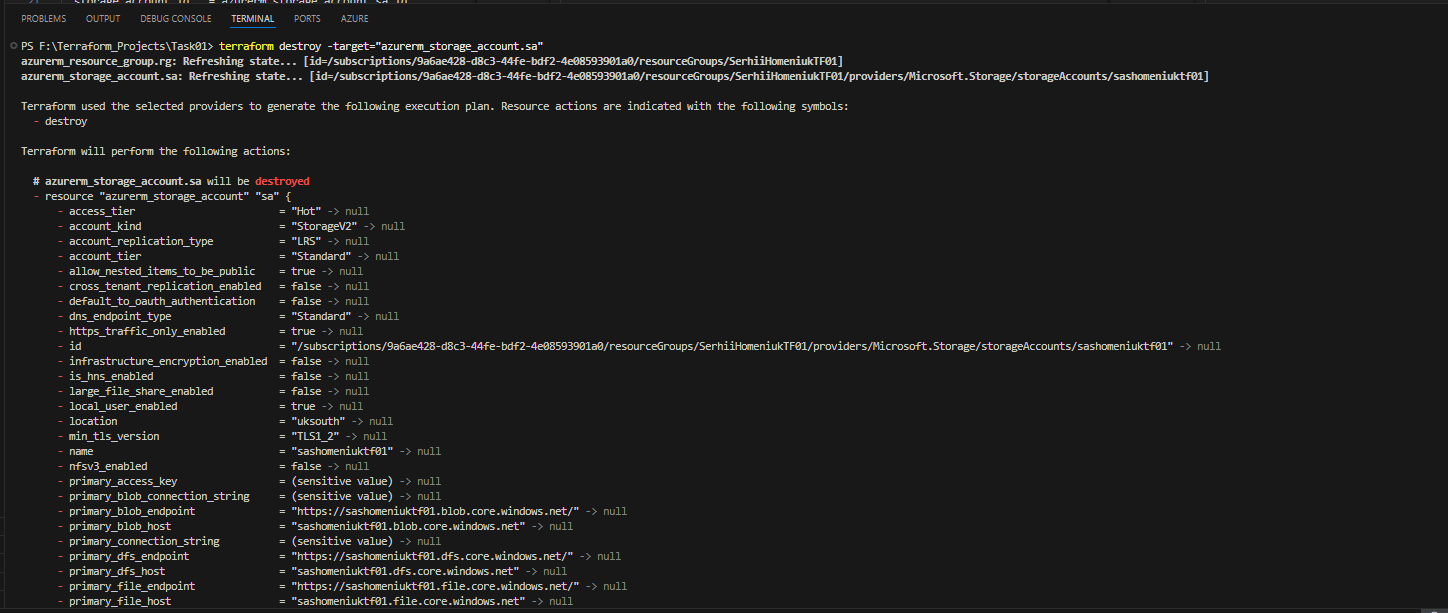 PROBLEMS OUTPUT DEBUG CONSOLE TERMINAL PORTS AZURE
PS F:\Terraform_Projects\Task01> terraform destroy -target="azurerm_storage_account.sa"
azurerm_resource_group.rg: Refreshing state... [id=/subscriptions/9a6ae428-d8c3-44fe-bdf2-4e08593901a0/resourceGroups/SerhiiHomeniukTF01]
azurerm_storage_account.sa: Refreshing state... [id=/subscriptions/9a6ae428-d8c3-44fe-bdf2-4e08593901a0/resourceGroups/SerhiiHomeniukTF01/providers/Microsoft.Storage/storageAccounts/sashomeniuktf01]
Terraform used the selected providers to generate the following execution plan. Resource actions are indicated with the following symbols:
- destroy
Terraform will perform the following actions:
# azurerm_storage_account.sa will be destroyed
- resource "azurerm_storage_account" "sa" {
- access_tier = "Hot" -> null
- account_kind = "StorageV2" -> null
- account_replication_type = "LRS" -> null
- account_tier = "Standard" -> null
- allow_nested_items_to_be_public = true -> null
- cross_tenant_replication_enabled = false -> null
- default_to_oauth_authentication = false -> null
- dns_endpoint_type = "Standard" -> null
- https_traffic_only_enabled = true -> null
- id = "/subscriptions/9a6ae428-d8c3-44fe-bdf2-4e08593901a0/resourceGroups/SerhiiHomeniukTF01/providers/Microsoft.Storage/storageAccounts/sashomeniuktf01" -> null
- infrastructure_encryption_enabled = false -> null
- is_hns_enabled = false -> null
- large_file_share_enabled = false -> null
- local_user_enabled = true -> null
- location = "uksouth" -> null
- min_tls_version = "TLS1_2" -> null
- name = "sashomeniuktf01" -> null
- nfsv3_enabled = false -> null
- primary_access_key = (sensitive value) -> null
- primary_blob_connection_string = (sensitive value) -> null
- primary_blob_endpoint = "https://sashomeniuktf01.blob.core.windows.net/" -> null
- primary_blob_host = "sashomeniuktf01.blob.core.windows.net" -> null
- primary_connection_string = (sensitive value) -> null
- primary_dfs_endpoint = "https://sashomeniuktf01.dfs.core.windows.net/" -> null
- primary_dfs_host = "sashomeniuktf01.dfs.core.windows.net" -> null
- primary_file_endpoint = "https://sashomeniuktf01.file.core.windows.net/" -> null
- primary_file_host = "sashomeniuktf01.file.core.windows.net" -> null